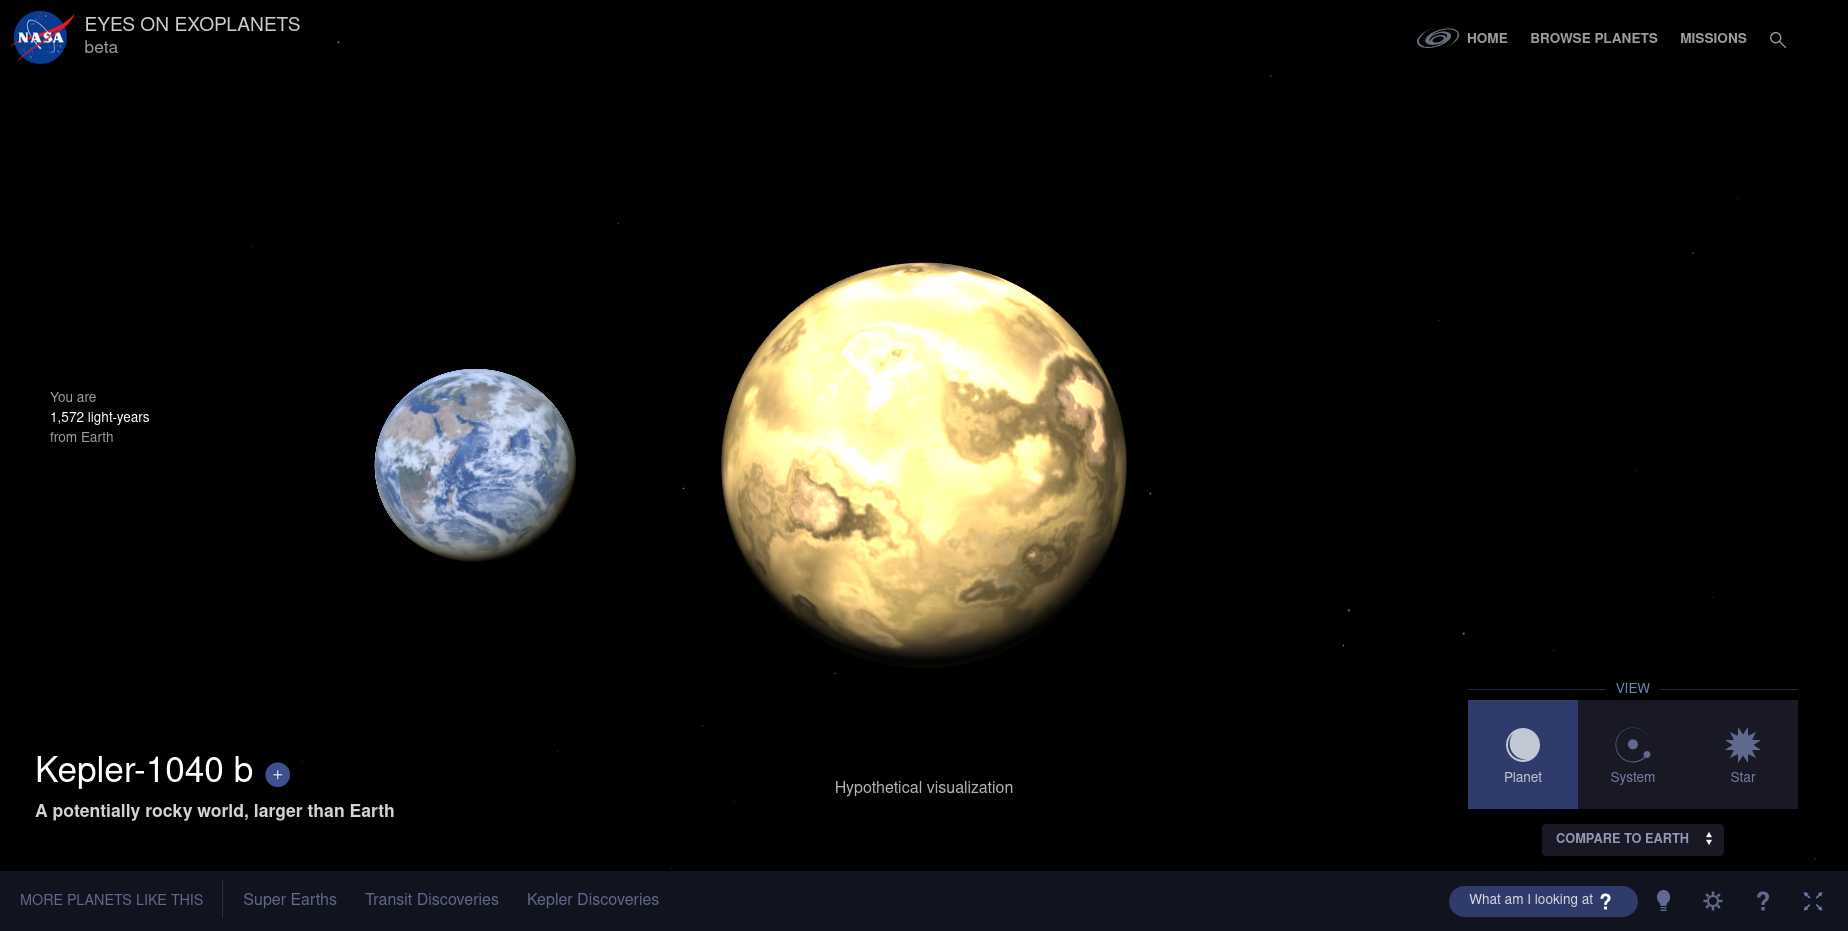 NASA
EYES ON EXOPLANETS
beta
HOME
BROWSE PLANETS
MISSIONS
You are
1,572 light-years
from Earth
Kepler-1040 b +
A potentially rocky world, larger than Earth
Hypothetical visualization
VIEW
Planet
System
Star
COMPARE TO EARTH
MORE PLANETS LIKE THIS
Super Earths
Transit Discoveries
Kepler Discoveries
What am I looking at ?
?